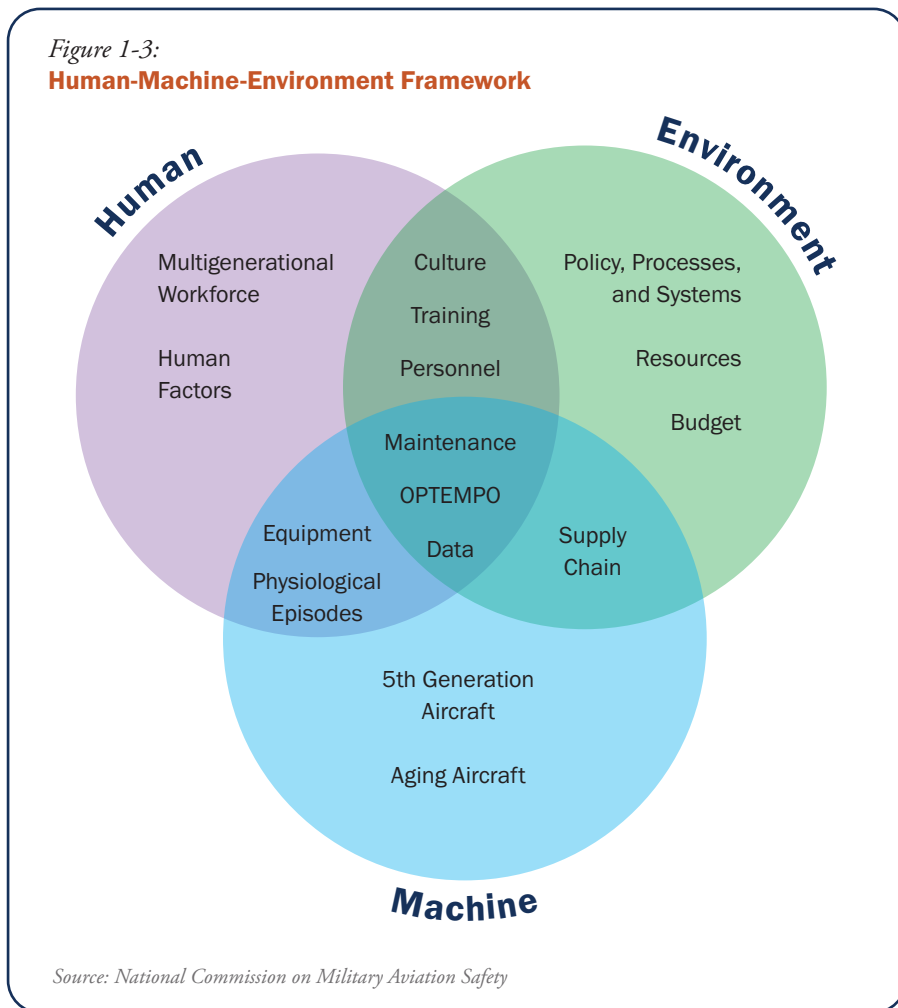 Figure 1-3:
Human-Machine-Environment Framework
Human
Environment
Multigenerational
Workforce
Human
Factors
Culture
Training
Personnel
Policy, Processes,
and Systems
Resources
Budget
Maintenance
OPTEMPO
Data
Equipment
Physiological
Episodes
Supply
Chain
5th Generation
Aircraft
Aging Aircraft
Machine
Source: National Commission on Military Aviation Safety